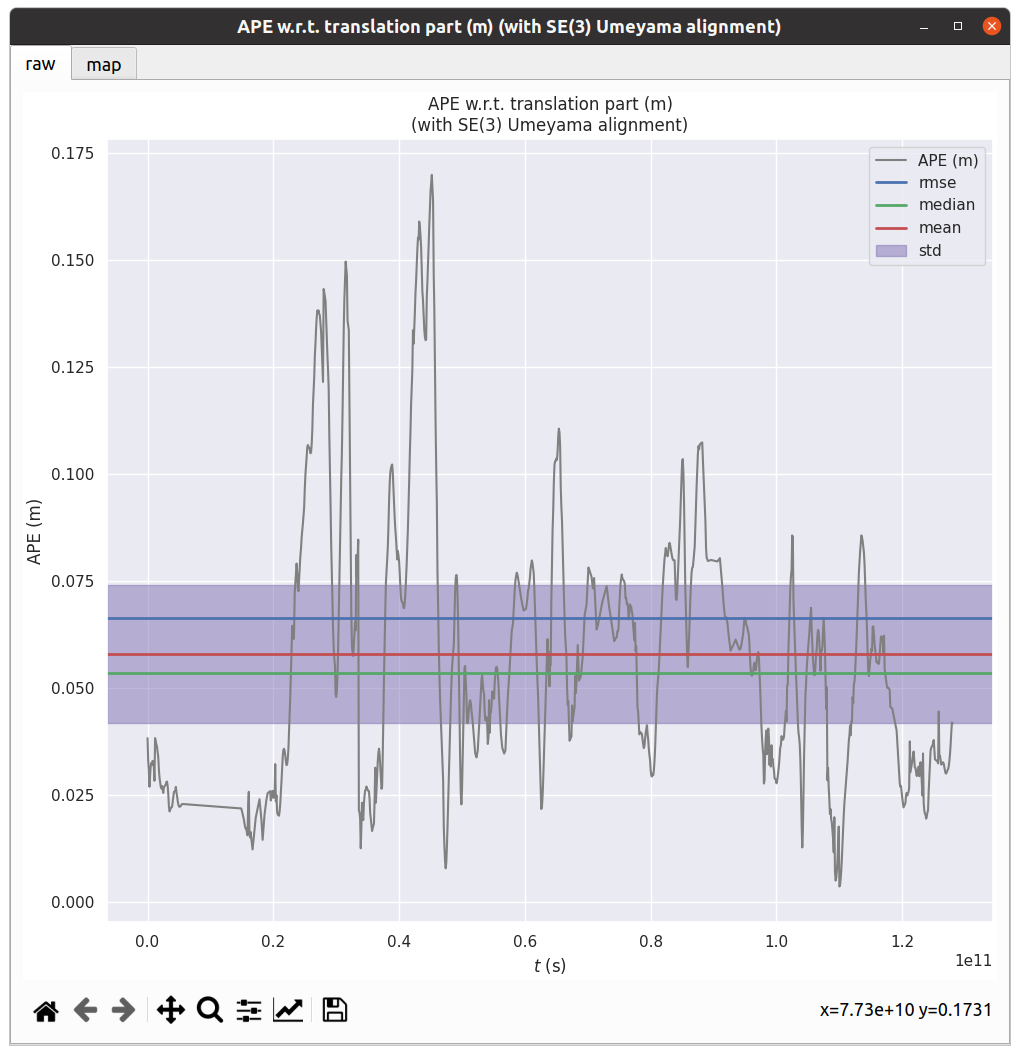 APE w.r.t. translation part (m) (with SE(3) Umeyama alignment)
raw map
APE w.r.t. translation part (m)
(with SE(3) Umeyama alignment)
APE (m)
rmse
median
mean
std
APE (m)
0.175
0.150
0.125
0.100
0.075
0.050
0.025
0.000
0.0 0.2 0.4 0.6 0.8 1.0 1.2
1e11
t (s)
x=7.73e+10 y=0.1731